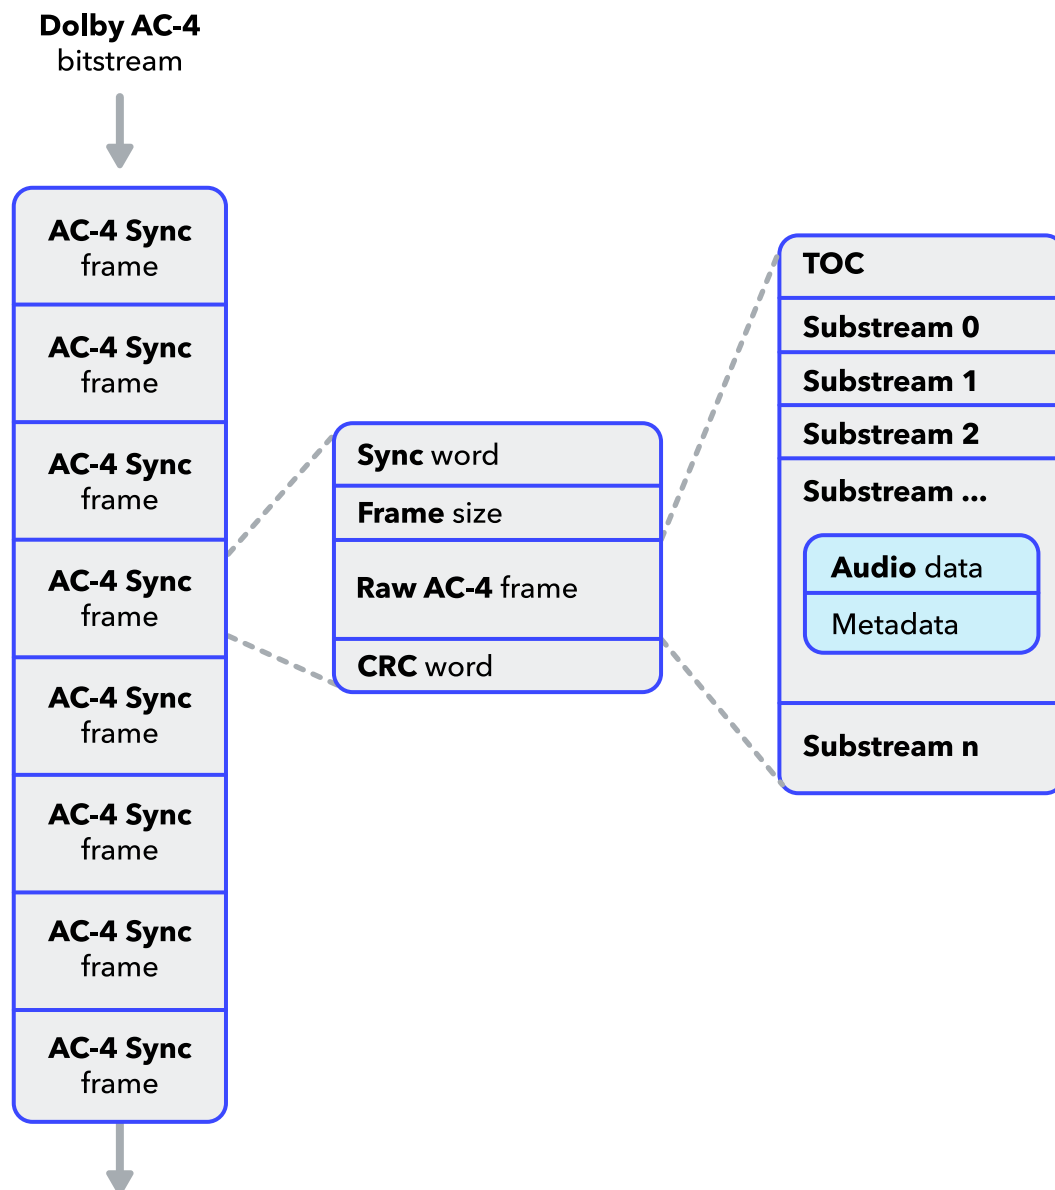 Dolby AC-4
bitstream
AC-4 Sync
frame
AC-4 Sync
frame
AC-4 Sync
frame
AC-4 Sync
frame
AC-4 Sync
frame
AC-4 Sync
frame
AC-4 Sync
frame
AC-4 Sync
frame
Sync word
Frame size
Raw AC-4 frame
CRC word
TOC
Substream 0
Substream 1
Substream 2
Substream ...
Audio data
Metadata
Substream n